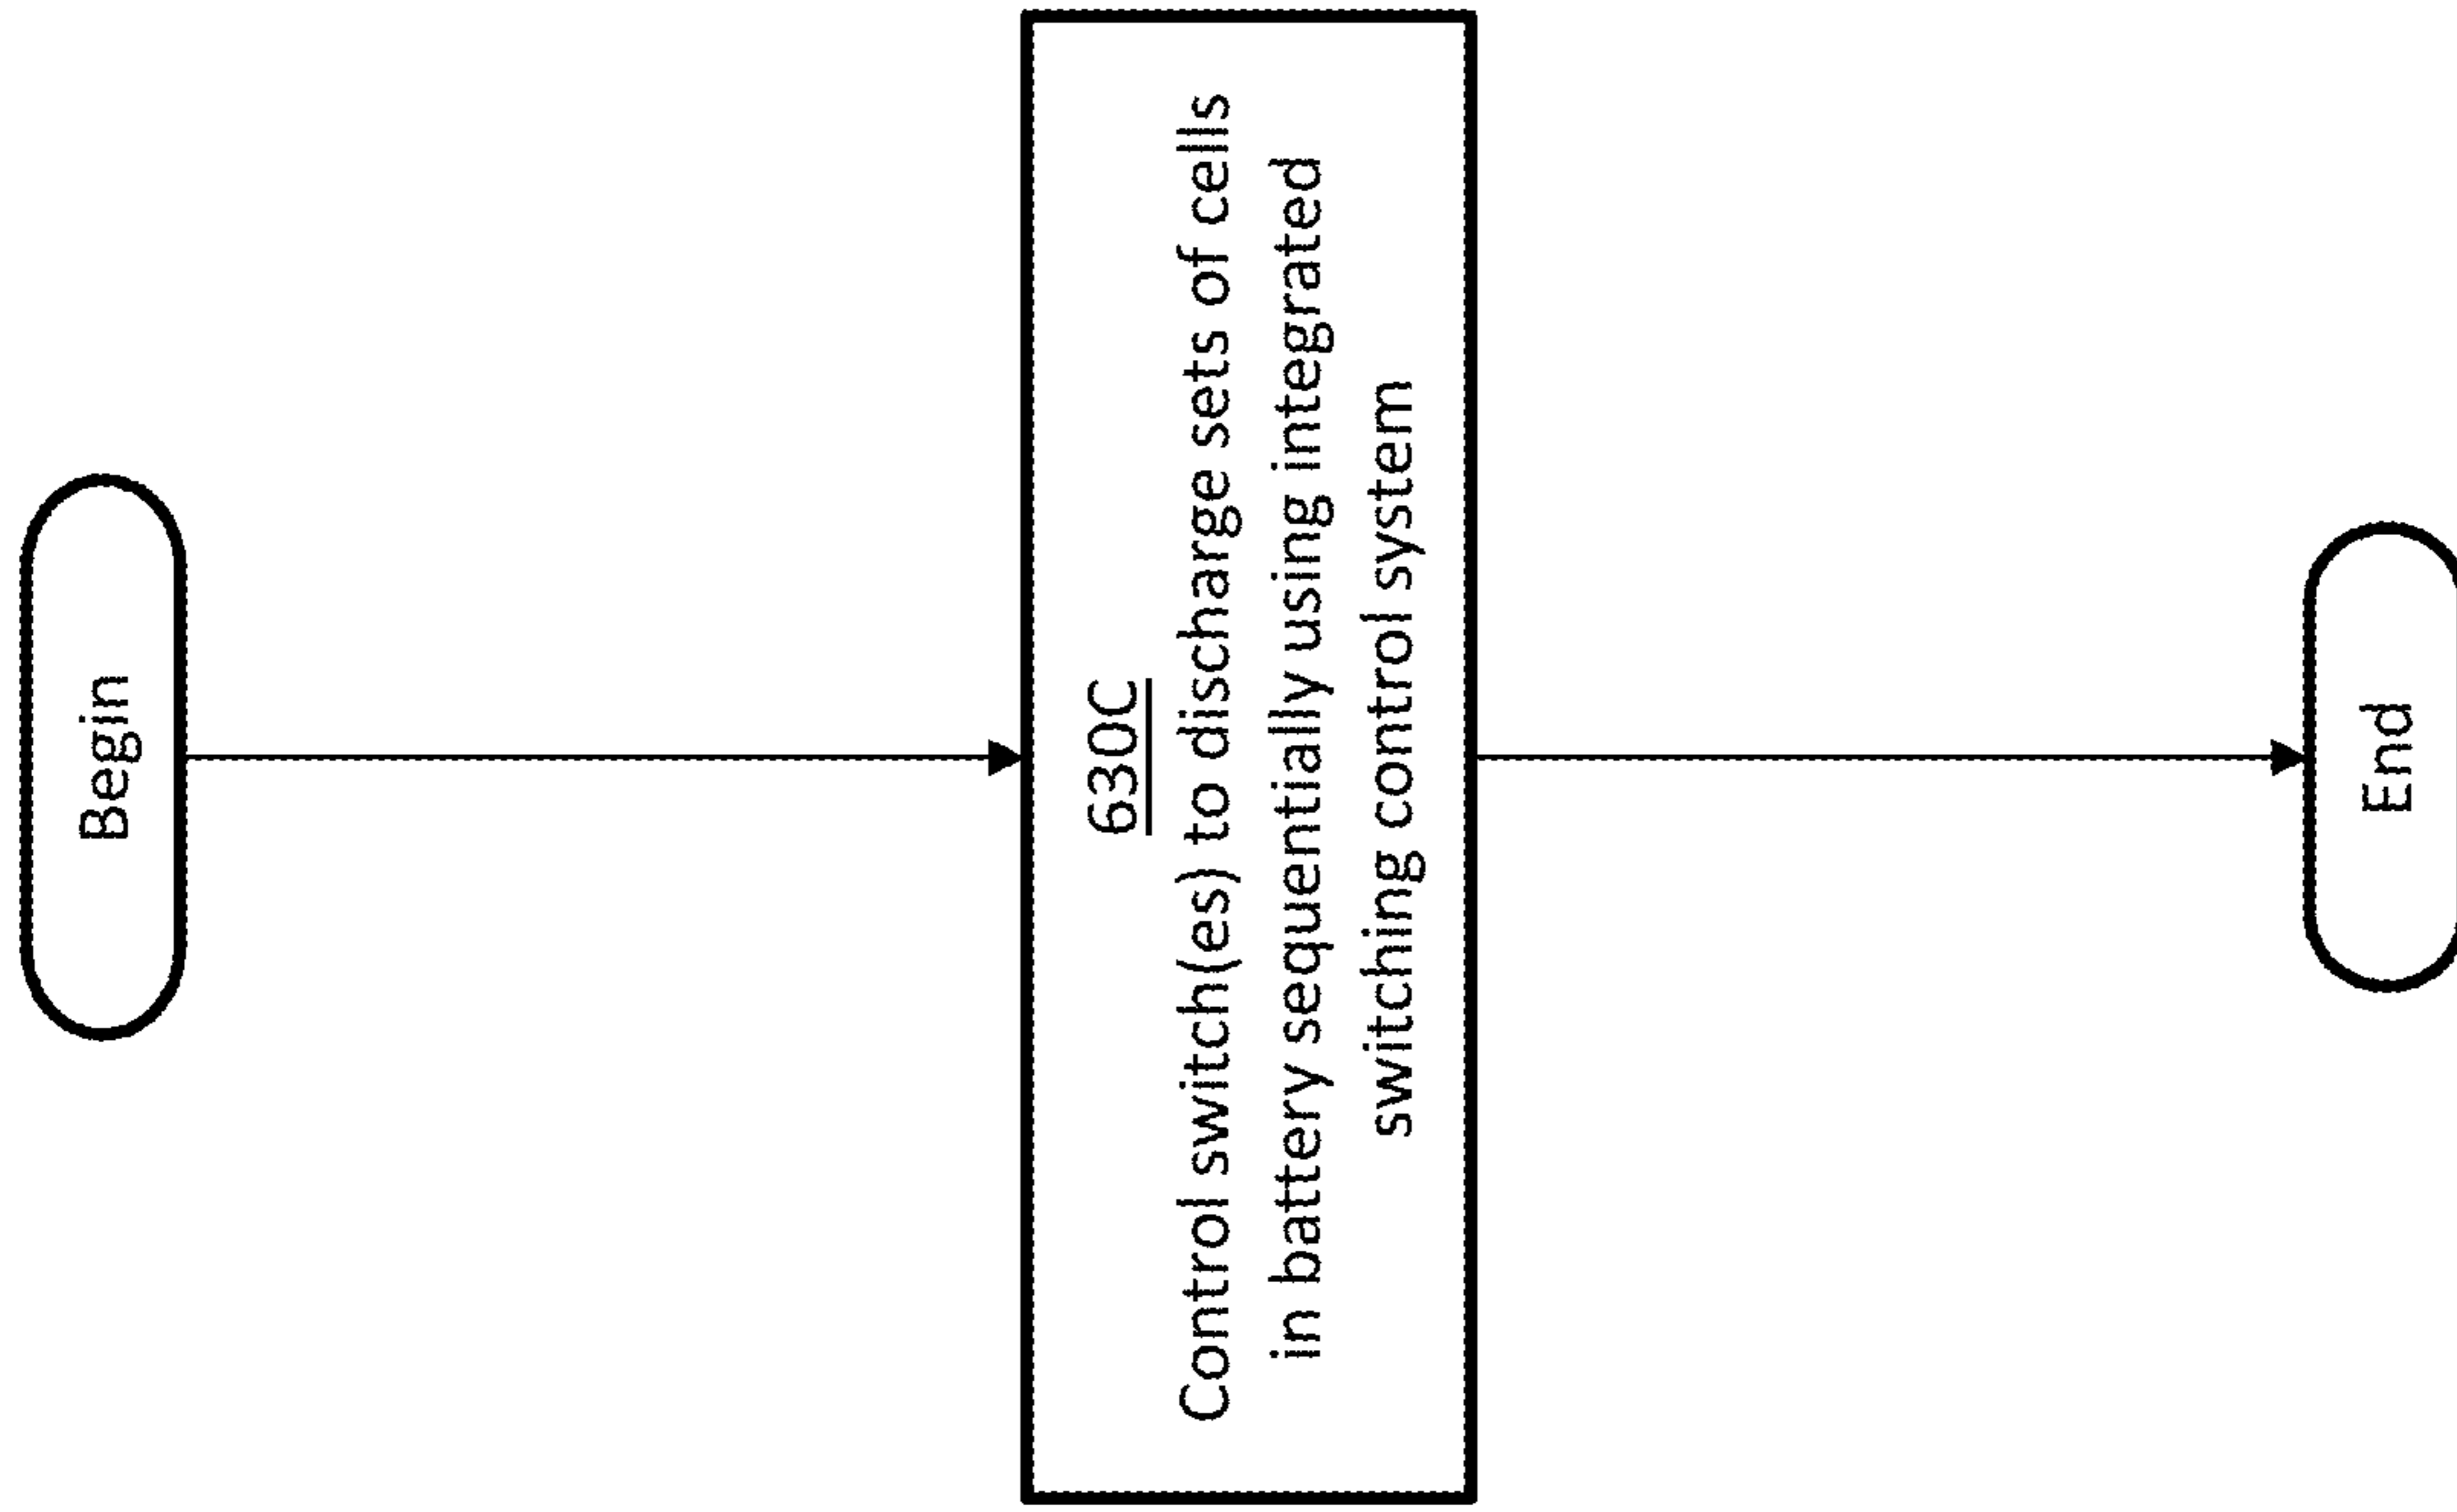 Begin
630C
Control switch(es) to discharge sets of cells
in battery sequentially using integrated
switching control system
End